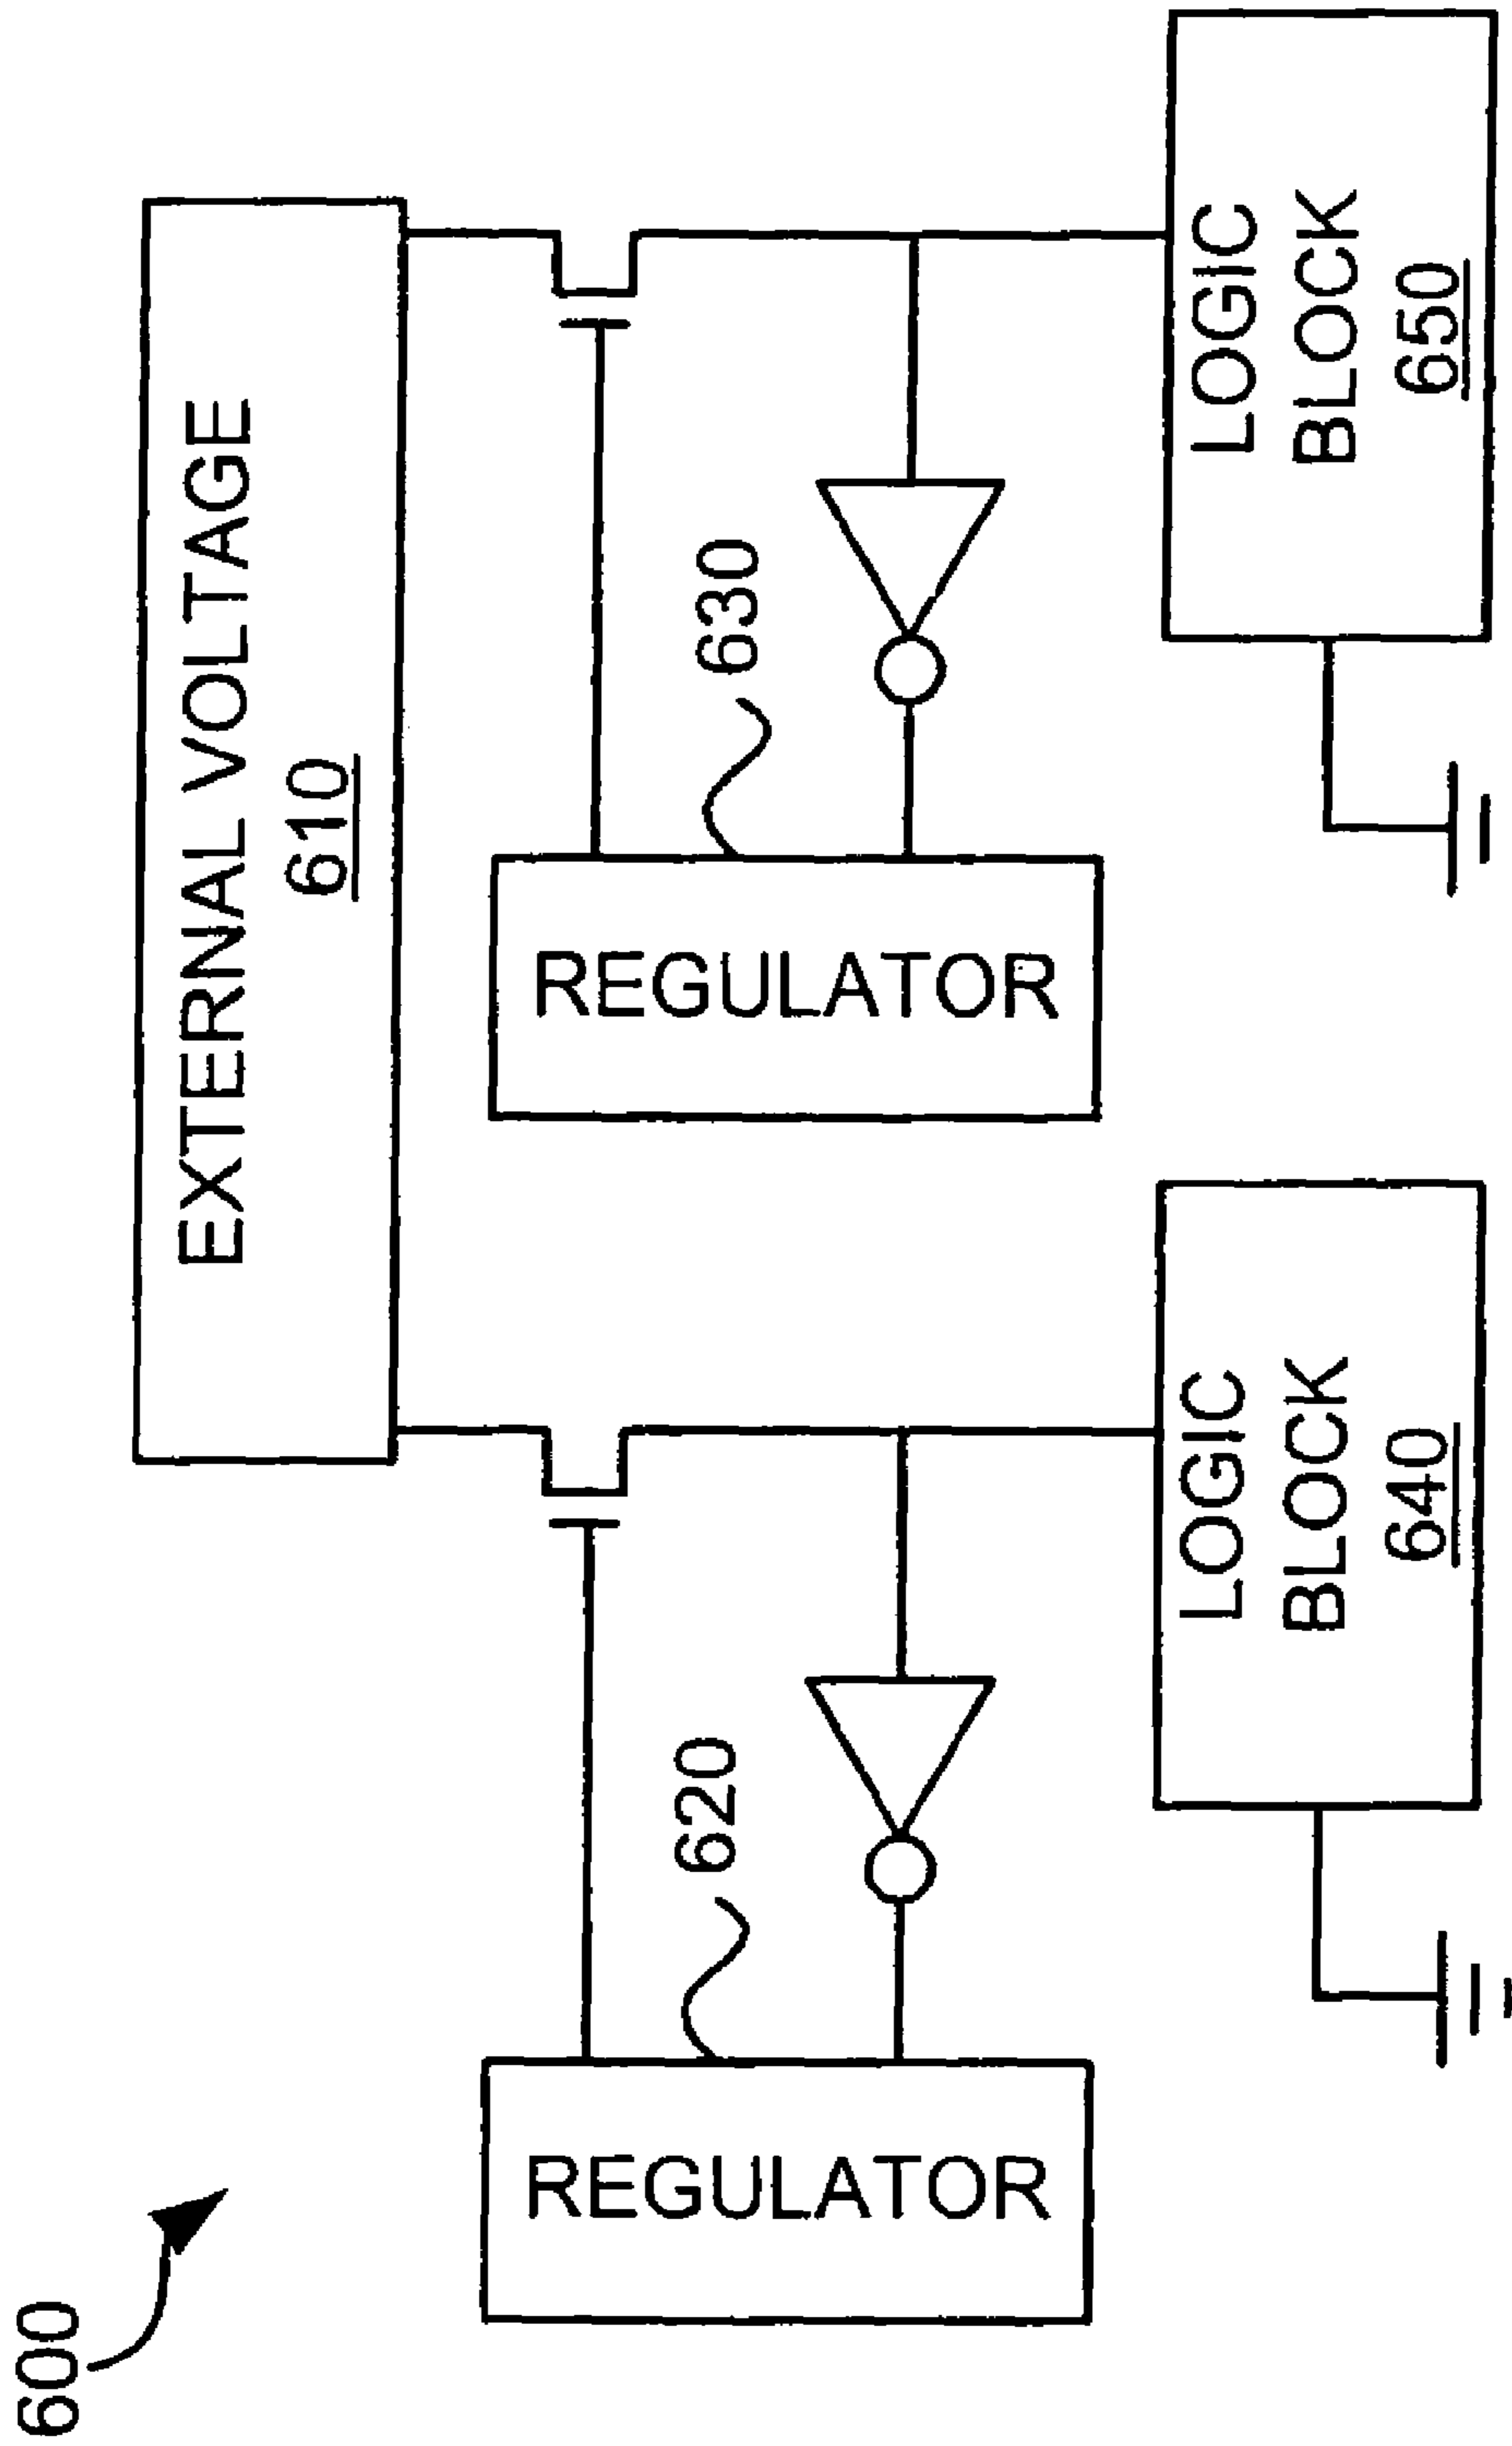 600
EXTERNAL VOLTAGE
610
620
630
REGULATOR
REGULATOR
LOGIC
BLOCK
640
LOGIC
BLOCK
650